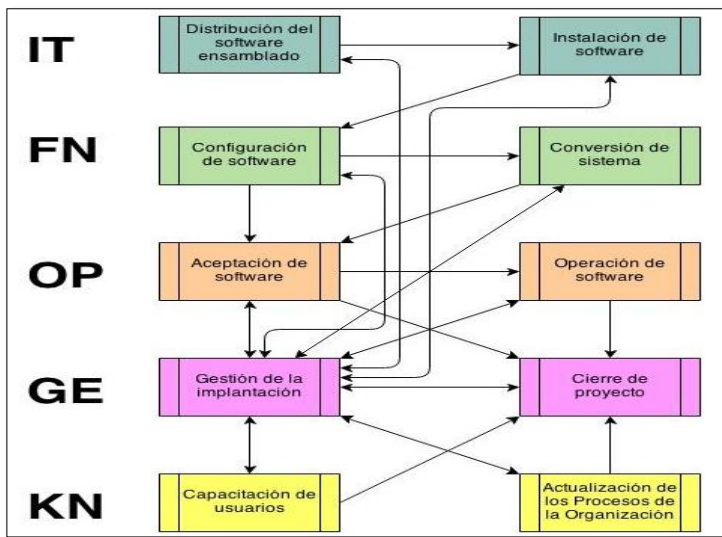 IT
Distribución del
software
ensamblado
Instalación de
software
FN
Configuración
de software
Conversión de
sistema
OP
Aceptación de
software
Operación de
software
GE
Gestión de la
implantación
Cierre de
proyecto
KN
Capacitación de
usuarios
Actualización de
los Procesos de
la Organización